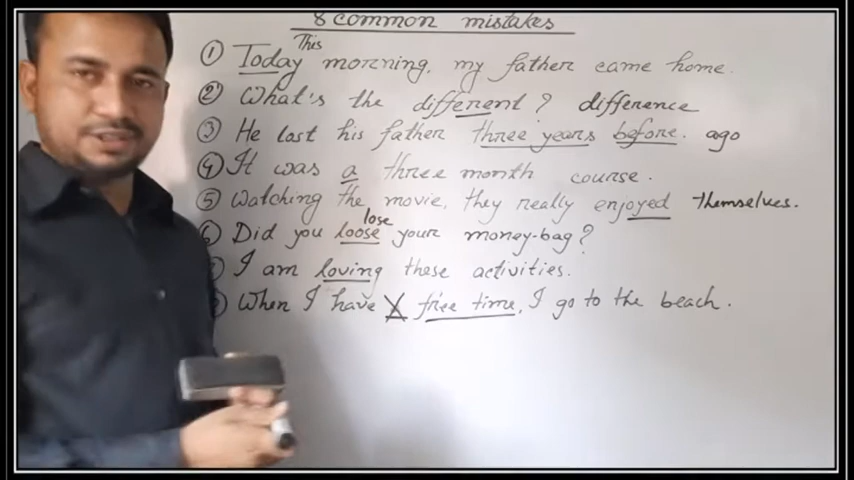 8 common mistakes
① Today This morning, my father came home.
② What's the different? difference
③ He lost his father three years before. ago
④ It was a three month course.
⑤ Watching the movie, they really enjoyed themselves.
⑥ Did you loose lose your money-bag?
I am loving these activities.
When I have X free time, I go to the beach.